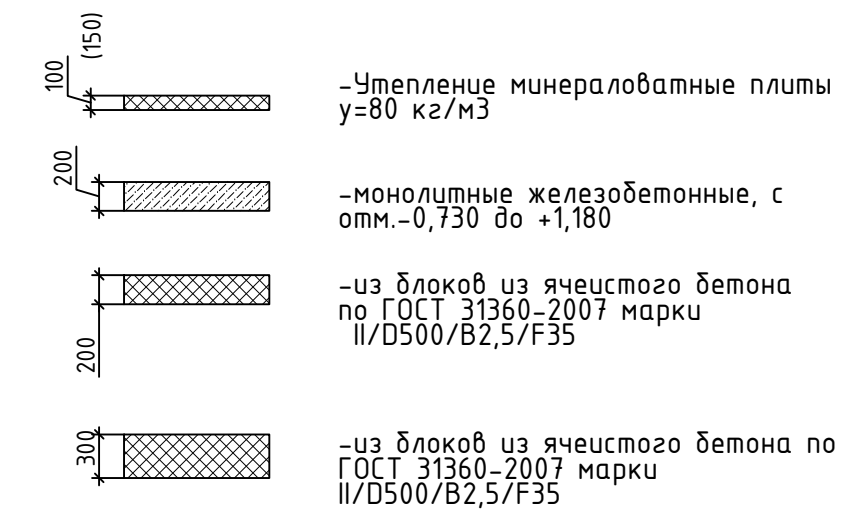 (150)
100
-Утепление минераловатные плиты
y=80 кг/м3
200
-монолитные железобетонные, с
отм.-0,730 до +1,180
200
-из блоков из ячеистого бетона
по ГОСТ 31360-2007 марки
II/D500/B2,5/F35
300
-из блоков из ячеистого бетона по
ГОСТ 31360-2007 марки
II/D500/B2,5/F35